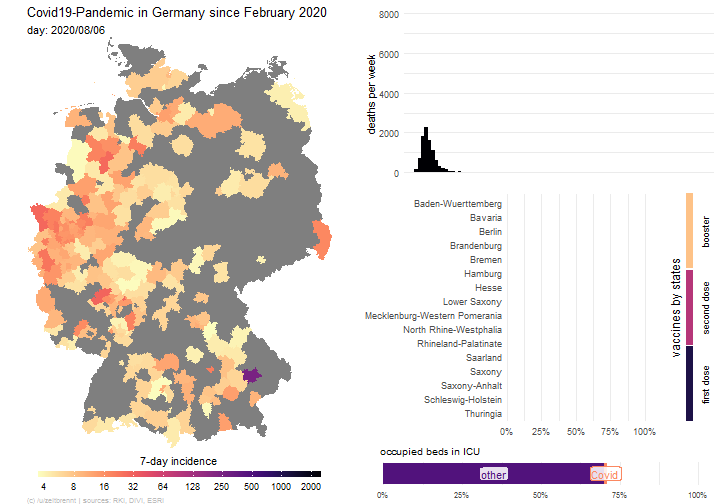 Covid19-Pandemic in Germany since February 2020
day: 2020/08/06
7-day incidence
4 8 16 32 64 128 250 500 1000 2000
(c) /u/zeitbrennt | sources: RKI, DIVI, ESRI
deaths per week
8000
6000
4000
2000
0
Baden-Wuerttemberg
Bavaria
Berlin
Brandenburg
Bremen
Hamburg
Hesse
Lower Saxony
Mecklenburg-Western Pomerania
North Rhine-Westphalia
Rhineland-Palatinate
Saarland
Saxony
Saxony-Anhalt
Schleswig-Holstein
Thuringia
0% 25% 50% 75% 100%
vaccines by states
booster
second dose
first dose
occupied beds in ICU
other
Covid
0% 25% 50% 75% 100%